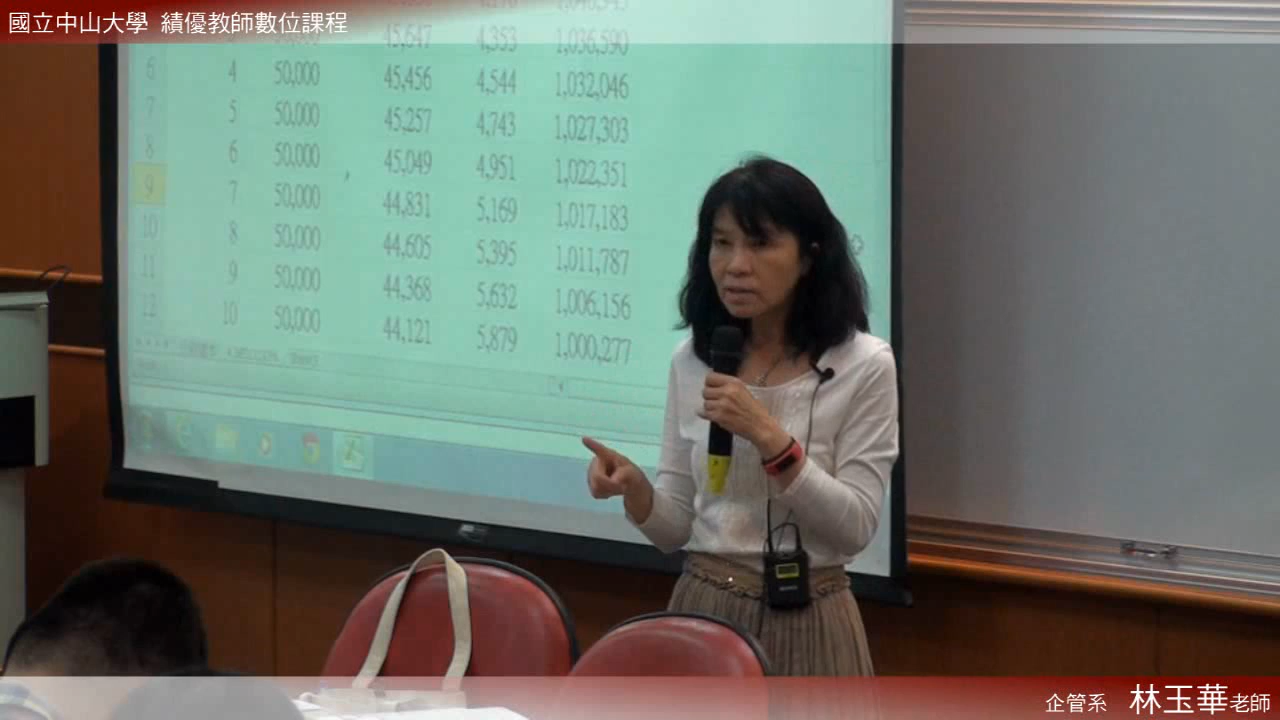 國立中山大學 績優教師數位課程
45,647 4,353 1,036,590
6 4 50,000 45,456 4,544 1,032,046
7 5 50,000 45,257 4,743 1,027,303
8 6 50,000 45,049 4,951 1,022,351
9 7 50,000 44,831 5,169 1,017,183
10 8 50,000 44,605 5,395 1,011,787
11 9 50,000 44,368 5,632 1,006,156
12 10 50,000 44,121 5,879 1,000,277
企管系 林玉華老師